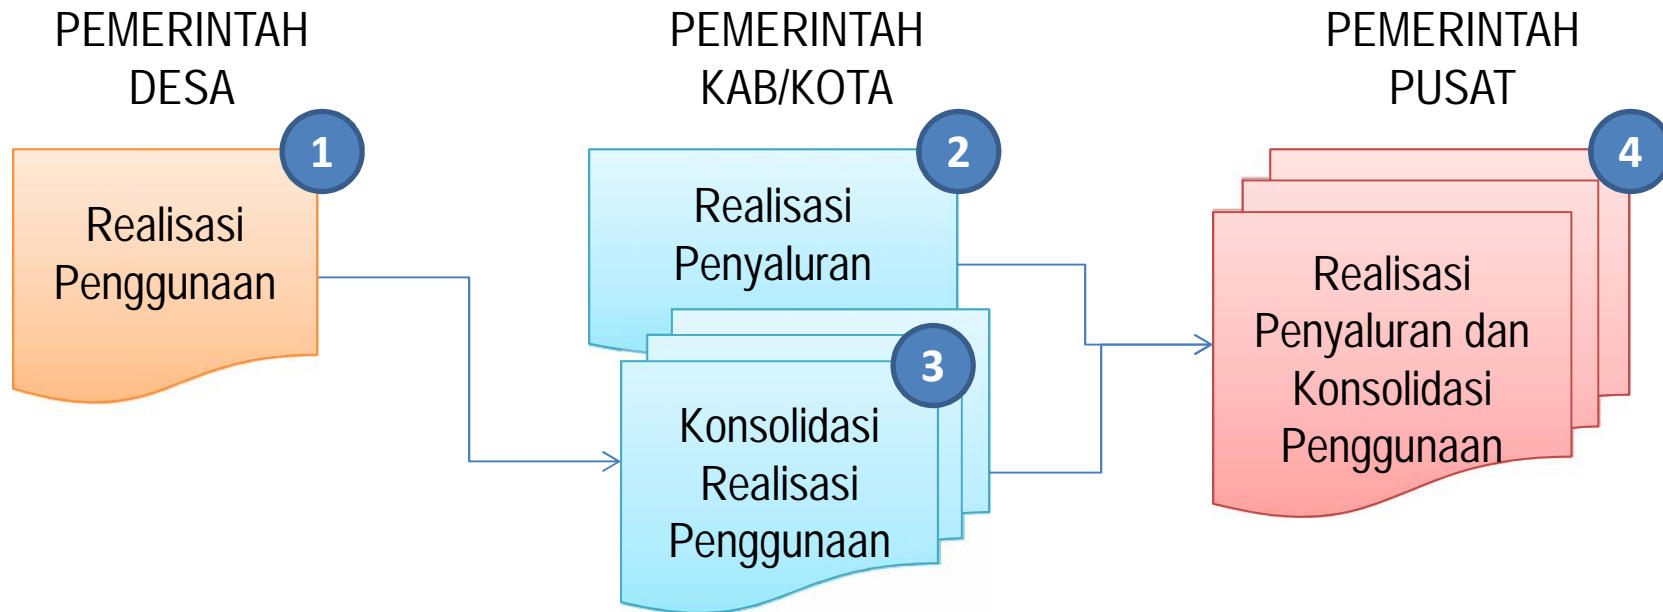 PEMERINTAH
DESA
1
Realisasi
Penggunaan
PEMERINTAH
KAB/KOTA
2
Realisasi
Penyaluran
3
Konsolidasi
Realisasi
Penggunaan
PEMERINTAH
PUSAT
4
Realisasi
Penyaluran dan
Konsolidasi
Penggunaan